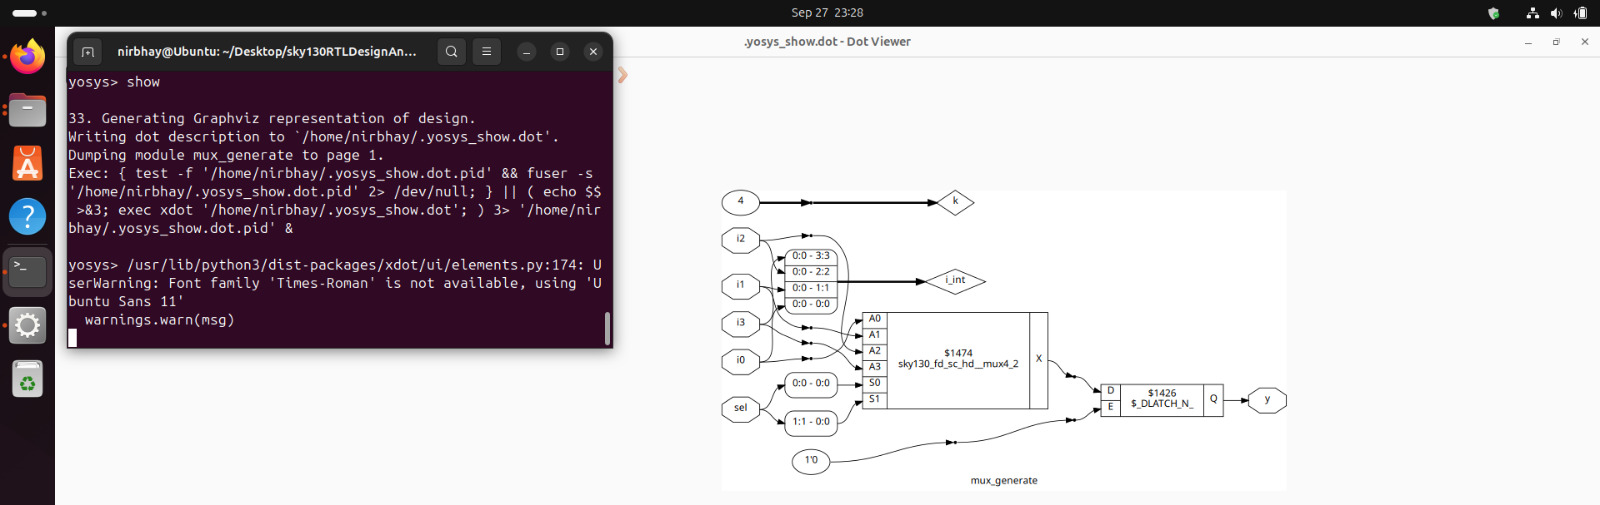 Sep 27 23:28
nirbhay@Ubuntu: ~/Desktop/sky130RTLDesignAn...
.yosys_show.dot - Dot Viewer
yosys> show
33. Generating Graphviz representation of design.
Writing dot description to `/home/nirbhay/.yosys_show.dot'.
Dumping module mux_generate to page 1.
Exec: { test -f '/home/nirbhay/.yosys_show.dot.pid' && fuser -s
'/home/nirbhay/.yosys_show.dot.pid' 2> /dev/null; } || ( echo $$
>&3; exec xdot '/home/nirbhay/.yosys_show.dot'; ) 3> '/home/nir
bhay/.yosys_show.dot.pid' &
yosys> /usr/lib/python3/dist-packages/xdot/ui/elements.py:174: U
serWarning: Font family 'Times-Roman' is not available, using 'U
buntu Sans 11'
warnings.warn(msg)
4
k
i2
i1
i3
i0
sel
0:0 - 3:3
0:0 - 2:2
0:0 - 1:1
0:0 - 0:0
i_int
0:0 - 0:0
1:1 - 0:0
1'0
A0
A1
A2
A3
S0
S1
$1474
sky130_fd_sc_hd__mux4_2
X
D
E
$1426
$_DLATCH_N_
Q
y
mux_generate